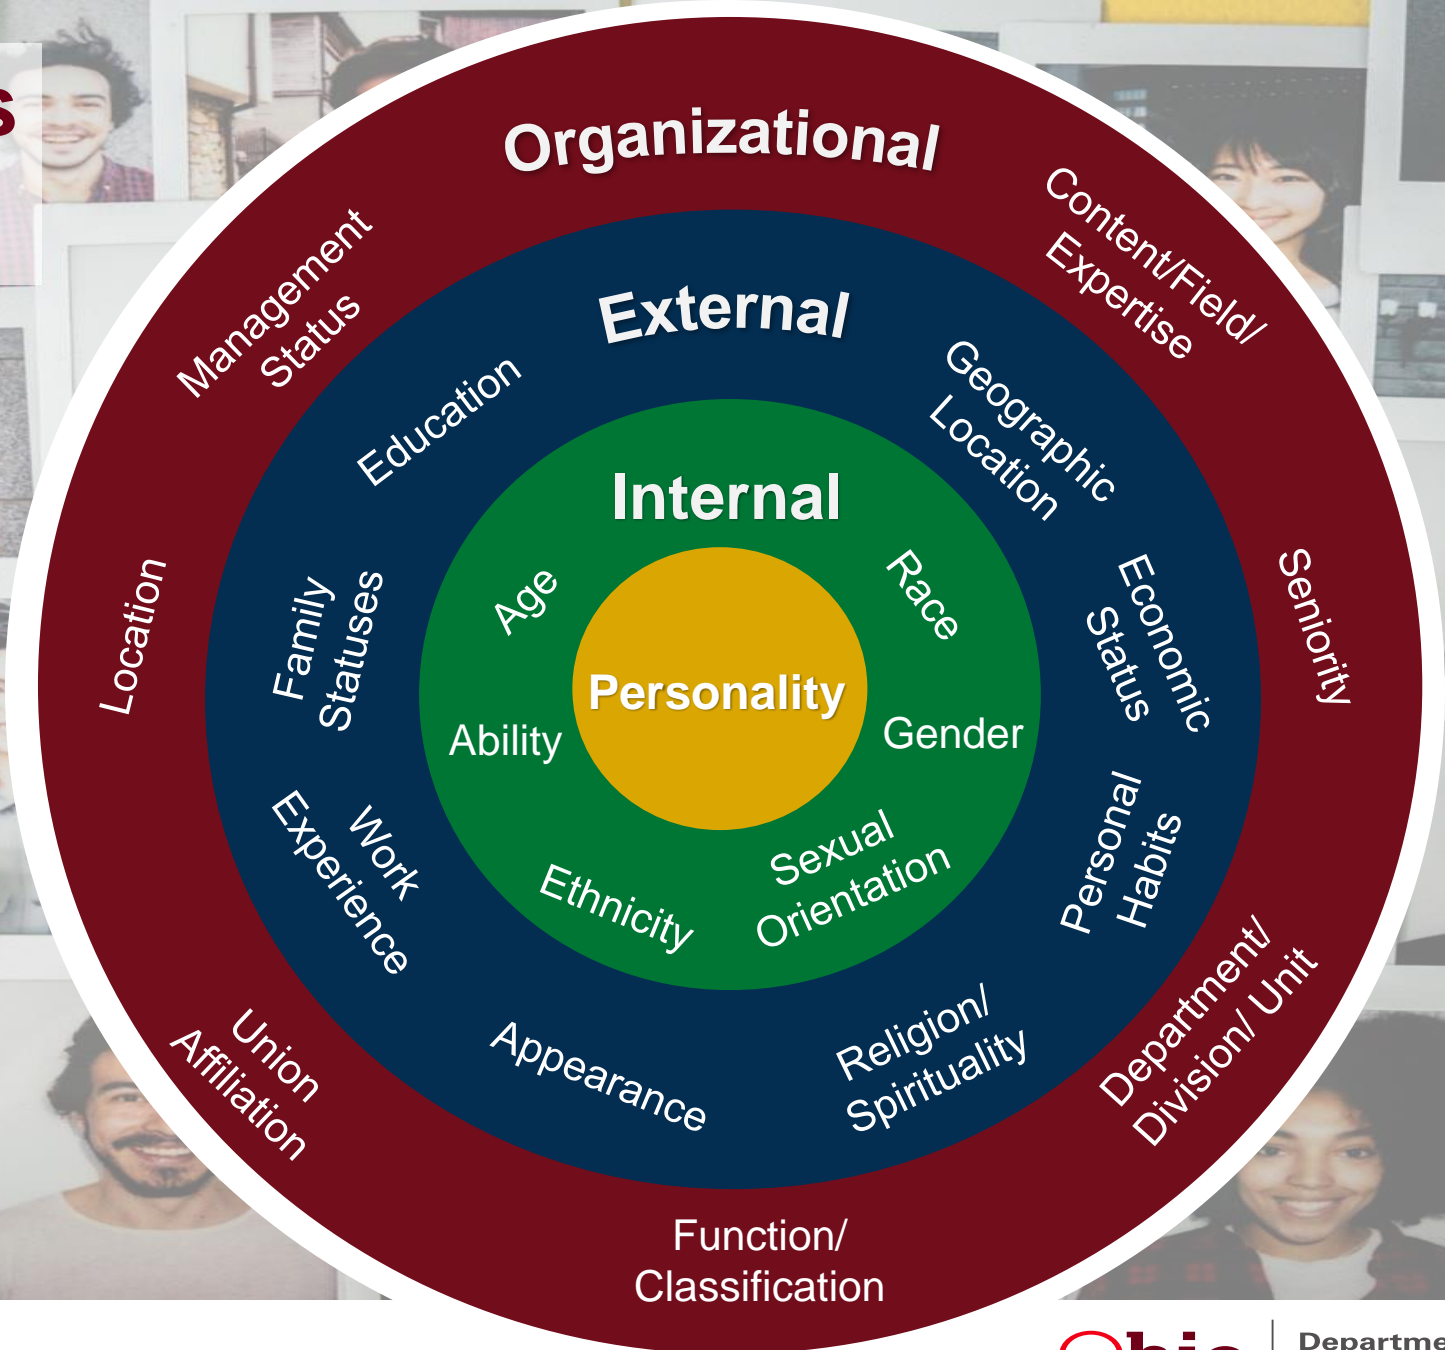 Organizational
Content/Field/
Expertise
Management
Status
External
Geographic
Location
Education
Internal
Age
Race
Economic
Status
Seniority
Location
Family
Statuses
Personality
Ability
Gender
Personal
Habits
Work
Experience
Ethnicity
Sexual
Orientation
Department/
Division/ Unit
Religion/
Spirituality
Appearance
Union
Affiliation
Function/
Classification